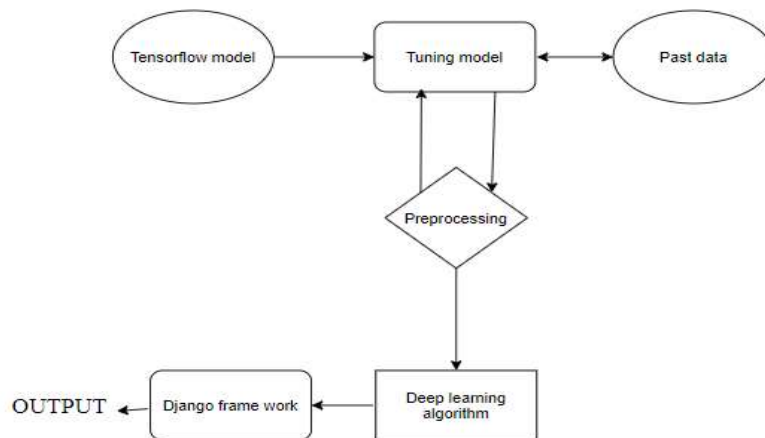 Tensorflow model
Tuning model
Past data
Preprocessing
Deep learning
algorithm
Django frame work
OUTPUT